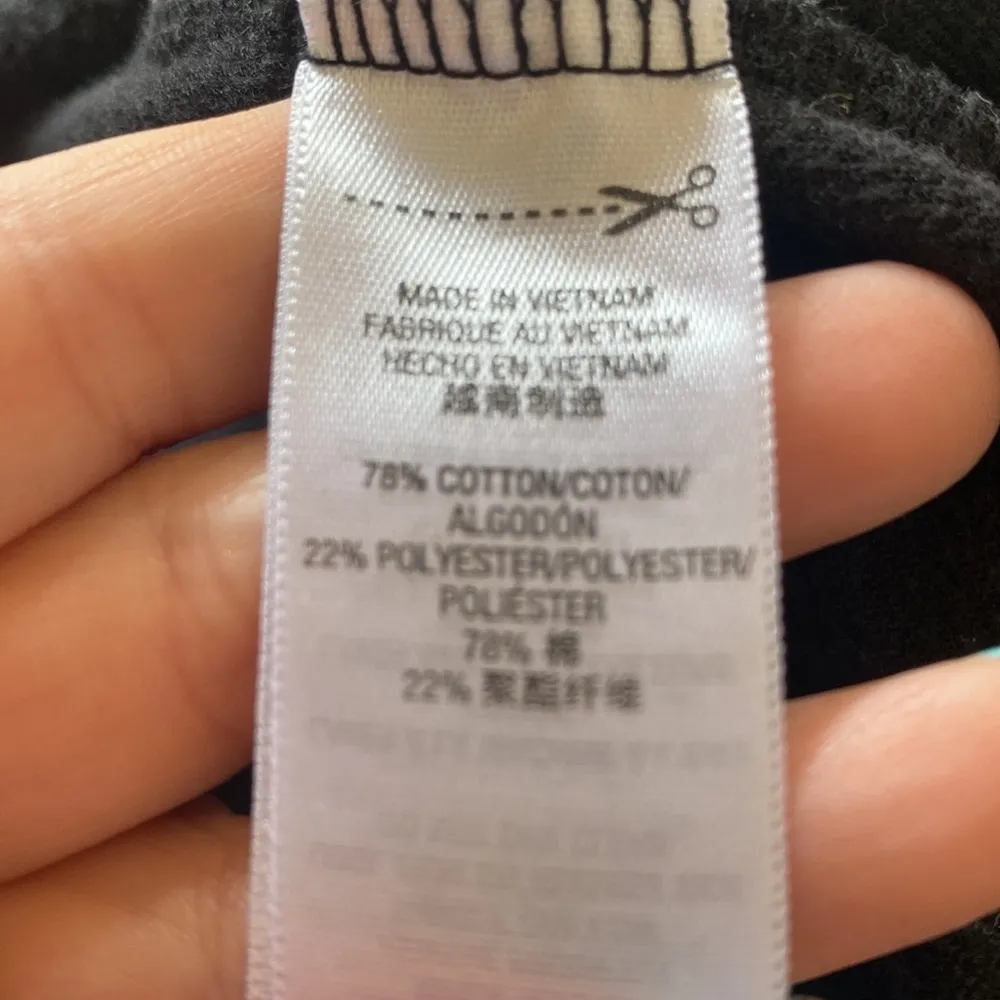 MADE IN VIETNAM
FABRIQUE AU VIETNAM
HECHO EN VIETNAM
越南制造
78% COTTON/COTON/
ALGODÓN
22% POLYESTER/POLYESTER/
POLIÉSTER
78% 棉
22% 聚酯纤维